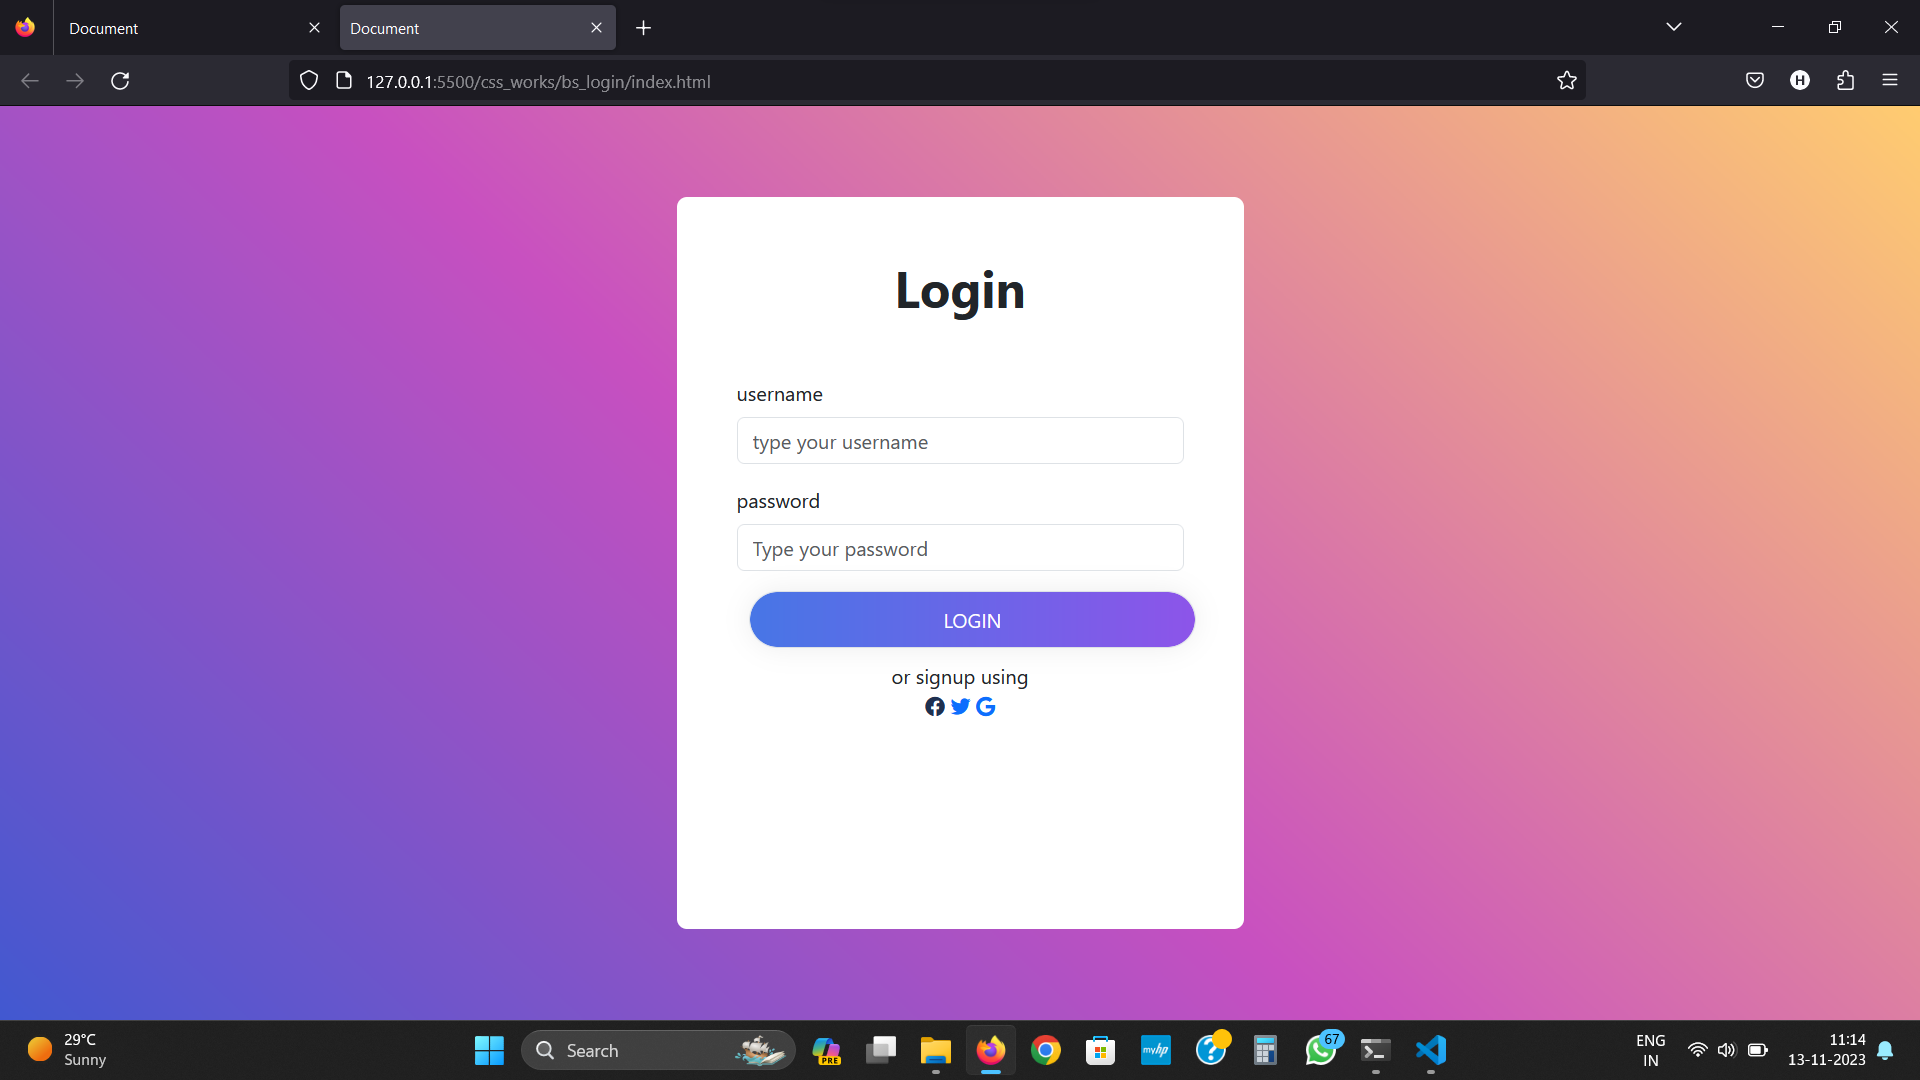 Document
Document
127.0.0.1:5500/css_works/bs_login/index.html
H
Login
username
type your username
password
Type your password
LOGIN
or signup using
29°C
Sunny
Search
PRE
myhp
67
ENG
IN
11:14
13-11-2023